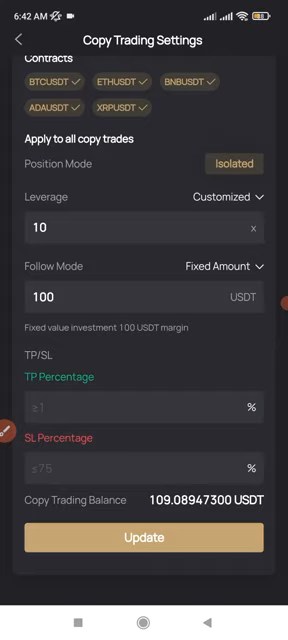 6:42 AM
Copy Trading Settings
Contracts
BTCUSDT ETHUSDT BNBUSDT
ADAUSDT XRPUSDT
Apply to all copy trades
Position Mode Isolated
Leverage Customized
10 x
Follow Mode Fixed Amount
100 USDT
Fixed value investment 100 USDT margin
TP/SL
TP Percentage
≥1 %
SL Percentage
≤75 %
Copy Trading Balance 109.08947300 USDT
Update